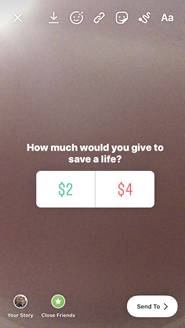 Aa
How much would you give to
save a life?
$2 $4
Your Story Close Friends Send To